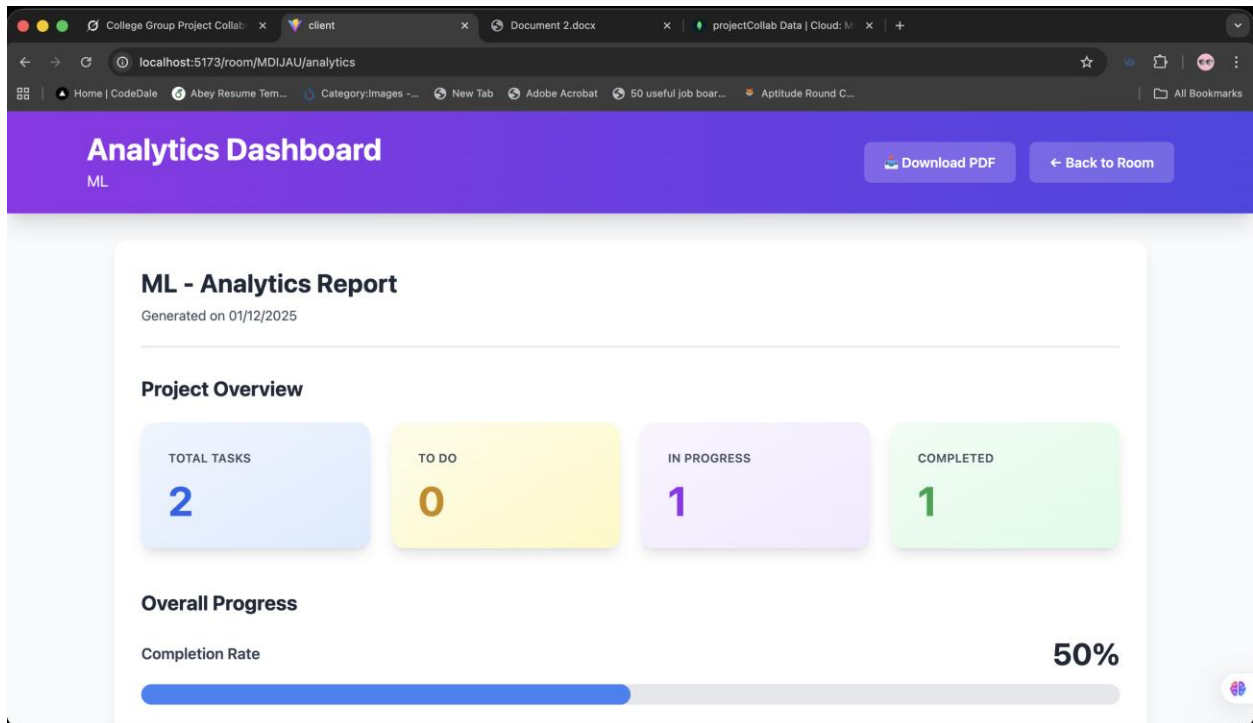 College Group Project Collab
client
Document 2.docx
projectCollab Data | Cloud: M
localhost:5173/room/MDIJAU/analytics
Home | CodeDale
Abey Resume Tem...
Category:Images -...
New Tab
Adobe Acrobat
50 useful job boar...
Aptitude Round C...
All Bookmarks
Analytics Dashboard
ML
Download PDF
← Back to Room
ML - Analytics Report
Generated on 01/12/2025
Project Overview
TOTAL TASKS
2
TO DO
0
IN PROGRESS
1
COMPLETED
1
Overall Progress
Completion Rate
50%